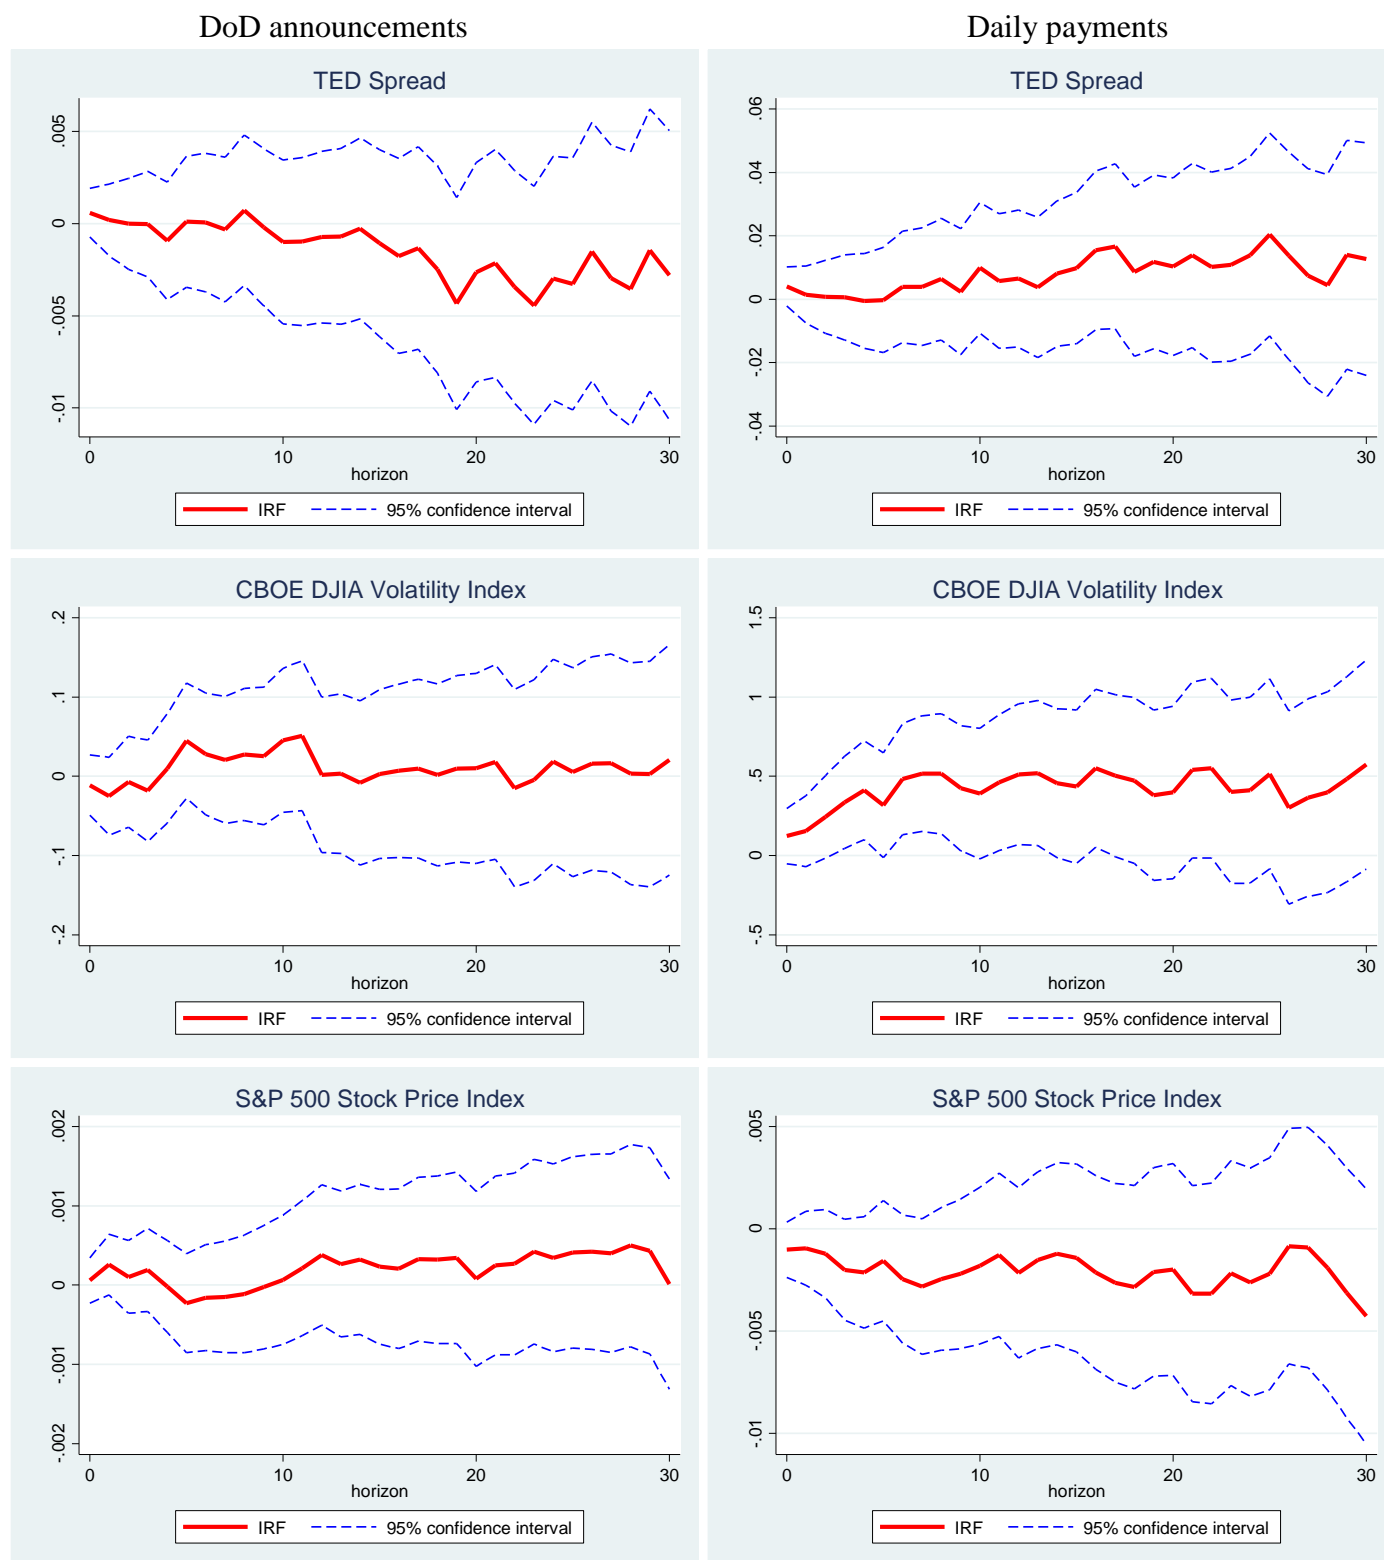 DoD announcements
Daily payments
TED Spread
.005
0
-.005
-.01
0 10 20 30
horizon
IRF 95% confidence interval
TED Spread
.06
.04
.02
0
-.02
-.04
0 10 20 30
horizon
IRF 95% confidence interval
CBOE DJIA Volatility Index
.2
.1
0
-.1
-.2
0 10 20 30
horizon
IRF 95% confidence interval
CBOE DJIA Volatility Index
1.5
1
.5
0
-.5
0 10 20 30
horizon
IRF 95% confidence interval
S&P 500 Stock Price Index
.002
.001
0
-.001
-.002
0 10 20 30
horizon
IRF 95% confidence interval
S&P 500 Stock Price Index
.005
0
-.005
-.01
0 10 20 30
horizon
IRF 95% confidence interval